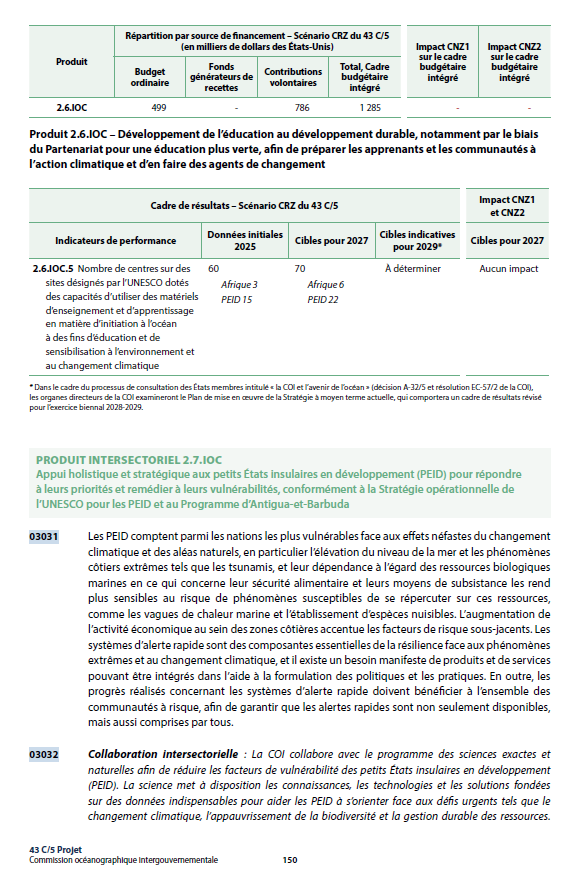 Produit
Répartition par source de financement – Scénario CRZ du 43 C/5
(en milliers de dollars des États-Unis)
Impact CNZ1
sur le cadre
budgétaire
intégré
Impact CNZ2
sur le cadre
budgétaire
intégré
Budget
ordinaire
Fonds
générateurs de
recettes
Contributions
volontaires
Total, Cadre
budgétaire
intégré
2.6.IOC 499 - 786 1 285 - -
Produit 2.6.IOC – Développement de l’éducation au développement durable, notamment par le biais
du Partenariat pour une éducation plus verte, afin de préparer les apprenants et les communautés à
l’action climatique et d’en faire des agents de changement
Cadre de résultats – Scénario CRZ du 43 C/5
Impact CNZ1
et CNZ2
Indicateurs de performance
Données initiales
2025
Cibles pour 2027
Cibles indicatives
pour 2029*
Cibles pour 2027
2.6.IOC.5 Nombre de centres sur des
sites désignés par l’UNESCO dotés
des capacités d’utiliser des matériels
d’enseignement et d’apprentissage
en matière d’initiation à l’océan
à des fins d’éducation et de
sensibilisation à l’environnement et
au changement climatique
60
Afrique 3
PEID 15
70
Afrique 6
PEID 22
À déterminer
Aucun impact
* Dans le cadre du processus de consultation des États membres intitulé « la COI et l’avenir de l’océan » (décision A-32/5 et résolution EC-57/2 de la COI),
les organes directeurs de la COI examineront le Plan de mise en œuvre de la Stratégie à moyen terme actuelle, qui comportera un cadre de résultats révisé
pour l’exercice biennal 2028-2029.
PRODUIT INTERSECTORIEL 2.7.IOC
Appui holistique et stratégique aux petits États insulaires en développement (PEID) pour répondre
à leurs priorités et remédier à leurs vulnérabilités, conformément à la Stratégie opérationnelle de
l’UNESCO pour les PEID et au Programme d’Antigua-et-Barbuda
03031 Les PEID comptent parmi les nations les plus vulnérables face aux effets néfastes du changement
climatique et des aléas naturels, en particulier l’élévation du niveau de la mer et les phénomènes
côtiers extrêmes tels que les tsunamis, et leur dépendance à l’égard des ressources biologiques
marines en ce qui concerne leur sécurité alimentaire et leurs moyens de subsistance les rend
plus sensibles au risque de phénomènes susceptibles de se répercuter sur ces ressources,
comme les vagues de chaleur marine et l’établissement d’espèces nuisibles. L’augmentation de
l’activité économique au sein des zones côtières accentue les facteurs de risque sous-jacents. Les
systèmes d’alerte rapide sont des composantes essentielles de la résilience face aux phénomènes
extrêmes et au changement climatique, et il existe un besoin manifeste de produits et de services
pouvant être intégrés dans l’aide à la formulation des politiques et les pratiques. En outre, les
progrès réalisés concernant les systèmes d’alerte rapide doivent bénéficier à l’ensemble des
communautés à risque, afin de garantir que les alertes rapides sont non seulement disponibles,
mais aussi comprises par tous.
03032 Collaboration intersectorielle : La COI collabore avec le programme des sciences exactes et
naturelles afin de réduire les facteurs de vulnérabilité des petits États insulaires en développement
(PEID). La science met à disposition les connaissances, les technologies et les solutions fondées
sur des données indispensables pour aider les PEID à s’orienter face aux défis urgents tels que le
changement climatique, l’appauvrissement de la biodiversité et la gestion durable des ressources.
43 C/5 Projet
Commission océanographique intergouvernementale 150